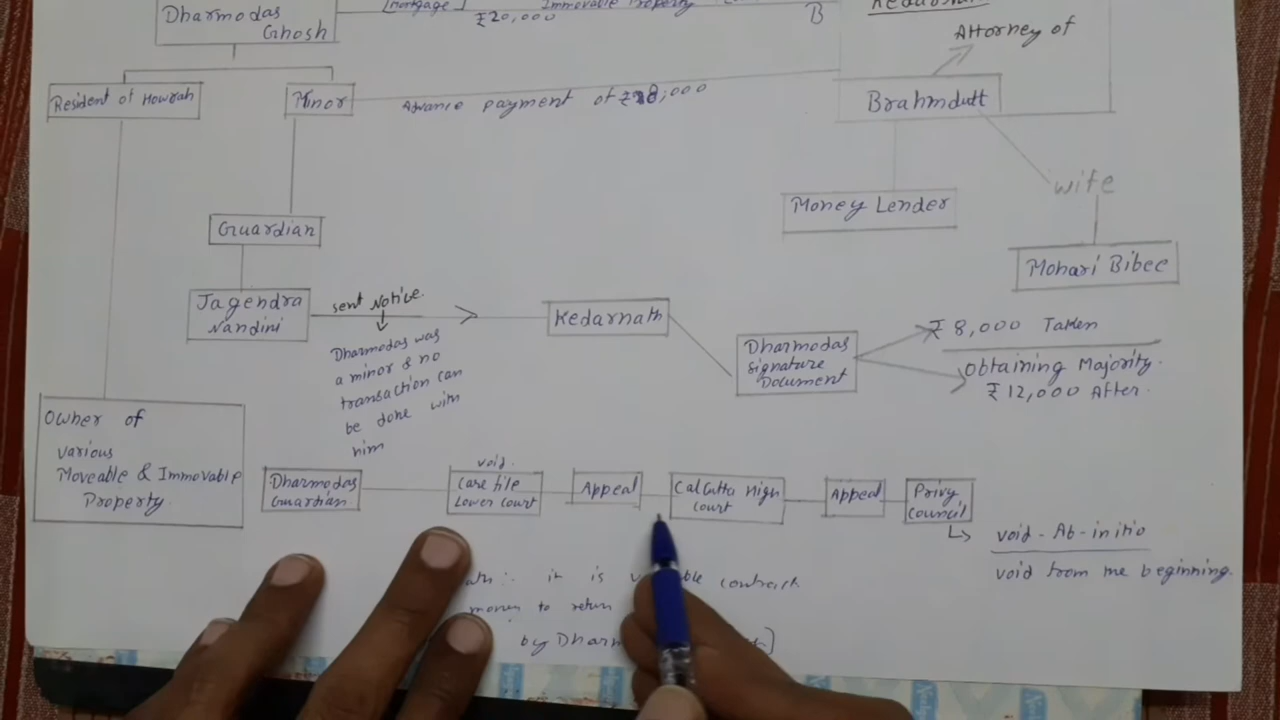 [mortgage] Immovable Property
Dharmodas
Ghosh
₹20,000
B
Attorney of
Resident of Howrah
Minor
Advance payment of ₹ 8,000
Brahmdutt
wife
Money Lender
Guardian
Mohari Bibee
Jagendra
Nandini
sent Notice.
Kedarnath
Dharmodas was
a minor & no
transaction can
be done with
him
Dharmodas
Signature
Document
₹ 8,000 Taken
Obtaining Majority.
₹ 12,000 After.
Owner of
various
Moveable & Immovable
Property.
Dharmodas
Guardian
void.
Case file
Lower Court
Appeal
Calcutta High
Court
Appeal
Privy
Council
void - Ab - initio
void from the beginning.
it is contract
money to return
by